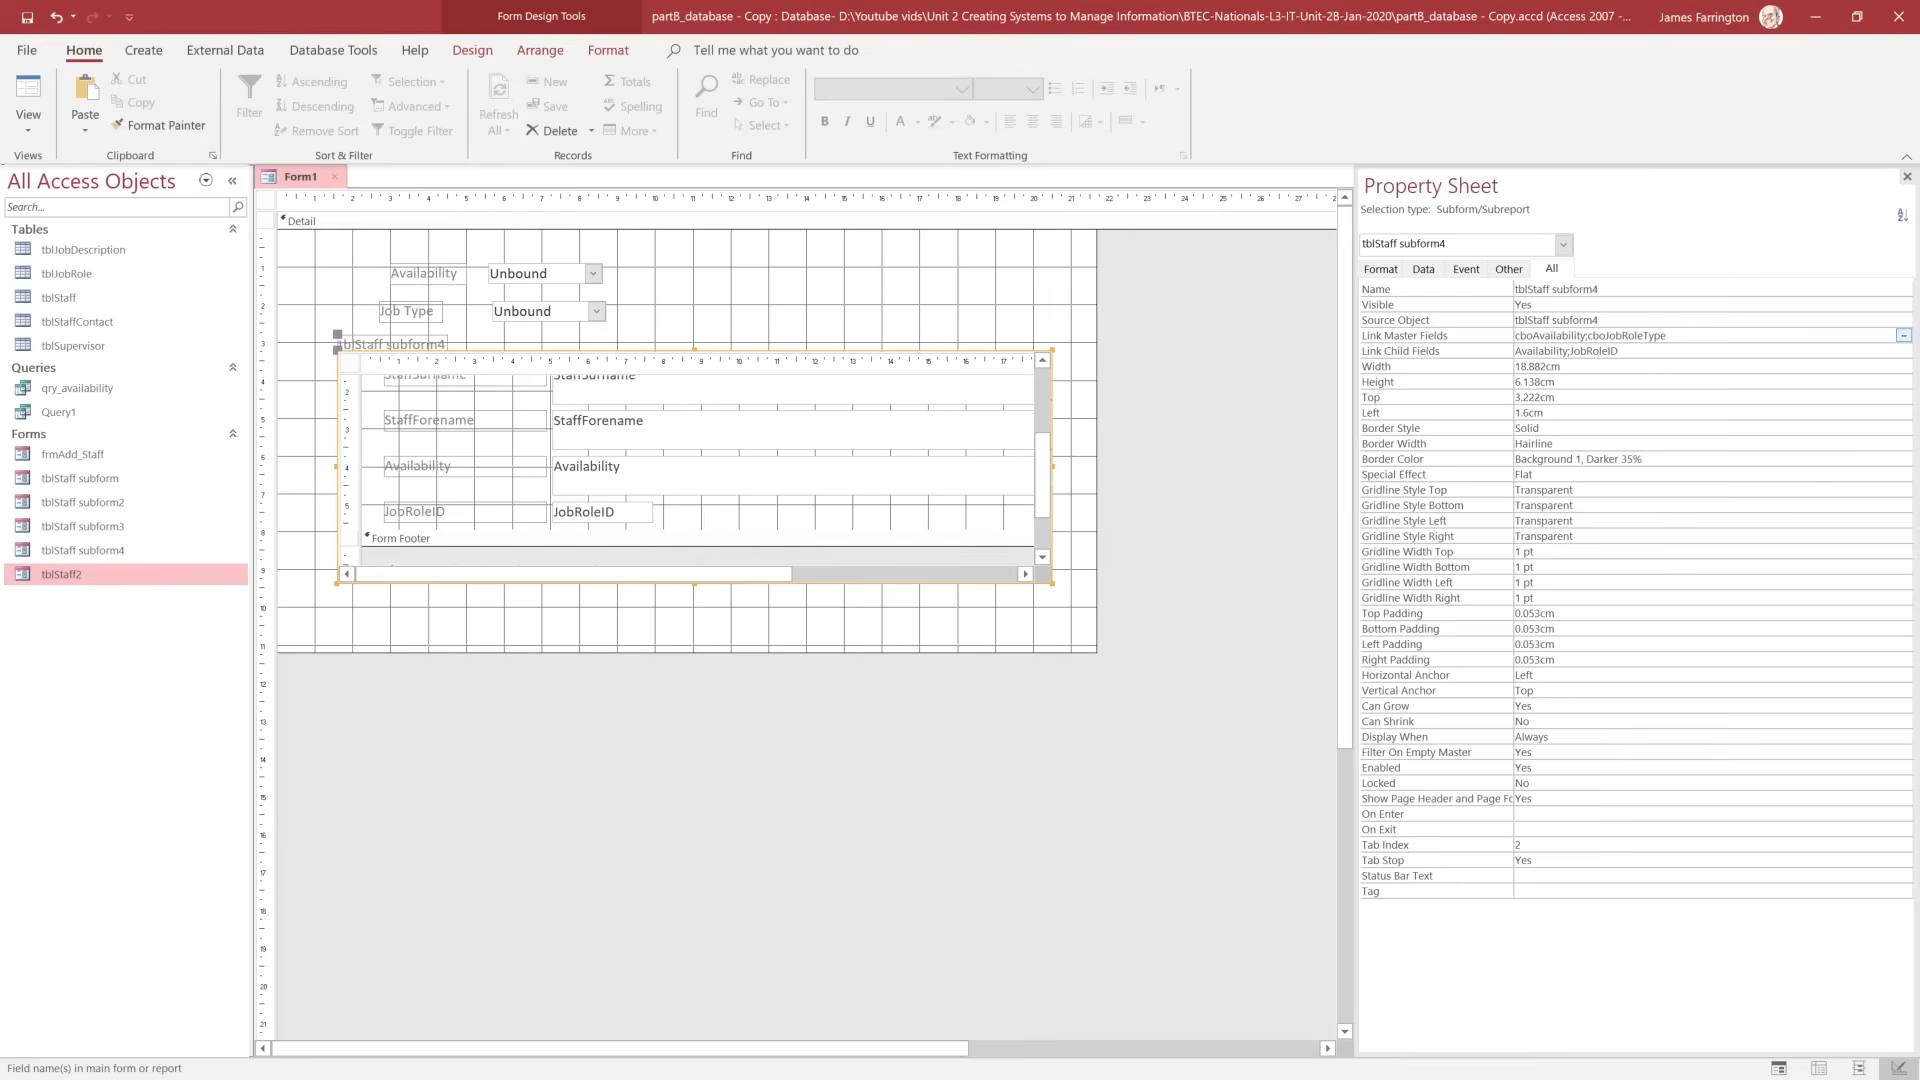 Form Design Tools
partB_database - Copy : Database- D:\Youtube vids\Unit 2 Creating Systems to Manage Information\BTEC-Nationals-L3-IT-Unit-2B-Jan-2020\partB_database - Copy.accd (Access 2007 -...
James Farrington
File
Home
Create
External Data
Database Tools
Help
Design
Arrange
Format
Tell me what you want to do
View
Views
Paste
Cut
Copy
Format Painter
Clipboard
Filter
Ascending
Descending
Remove Sort
Selection
Advanced
Toggle Filter
Sort & Filter
Refresh
All
New
Save
Delete
Totals
Spelling
More
Records
Find
Replace
Go To
Select
Find
B I U A
Text Formatting
All Access Objects
Search...
Tables
tblJobDescription
tblJobRole
tblStaff
tblStaffContact
tblSupervisor
Queries
qry_availability
Query1
Forms
frmAdd_Staff
tblStaff subform
tblStaff subform2
tblStaff subform3
tblStaff subform4
tblStaff2
Form1
Detail
Availability Unbound
Job Type Unbound
tblStaff subform4
StaffSurname StaffSurname
StaffForename StaffForename
Availability Availability
JobRoleID JobRoleID
Form Footer
Property Sheet
Selection type: Subform/Subreport
tblStaff subform4
Format Data Event Other All
Name tblStaff subform4
Visible Yes
Source Object tblStaff subform4
Link Master Fields cboAvailability;cboJobRoleType
Link Child Fields Availability;JobRoleID
Width 18.882cm
Height 6.138cm
Top 3.222cm
Left 1.6cm
Border Style Solid
Border Width Hairline
Border Color Background 1, Darker 35%
Special Effect Flat
Gridline Style Top Transparent
Gridline Style Bottom Transparent
Gridline Style Left Transparent
Gridline Style Right Transparent
Gridline Width Top 1 pt
Gridline Width Bottom 1 pt
Gridline Width Left 1 pt
Gridline Width Right 1 pt
Top Padding 0.053cm
Bottom Padding 0.053cm
Left Padding 0.053cm
Right Padding 0.053cm
Horizontal Anchor Left
Vertical Anchor Top
Can Grow Yes
Can Shrink No
Display When Always
Filter On Empty Master Yes
Enabled Yes
Locked No
Show Page Header and Page Fo Yes
On Enter
On Exit
Tab Index 2
Tab Stop Yes
Status Bar Text
Tag
Field name(s) in main form or report